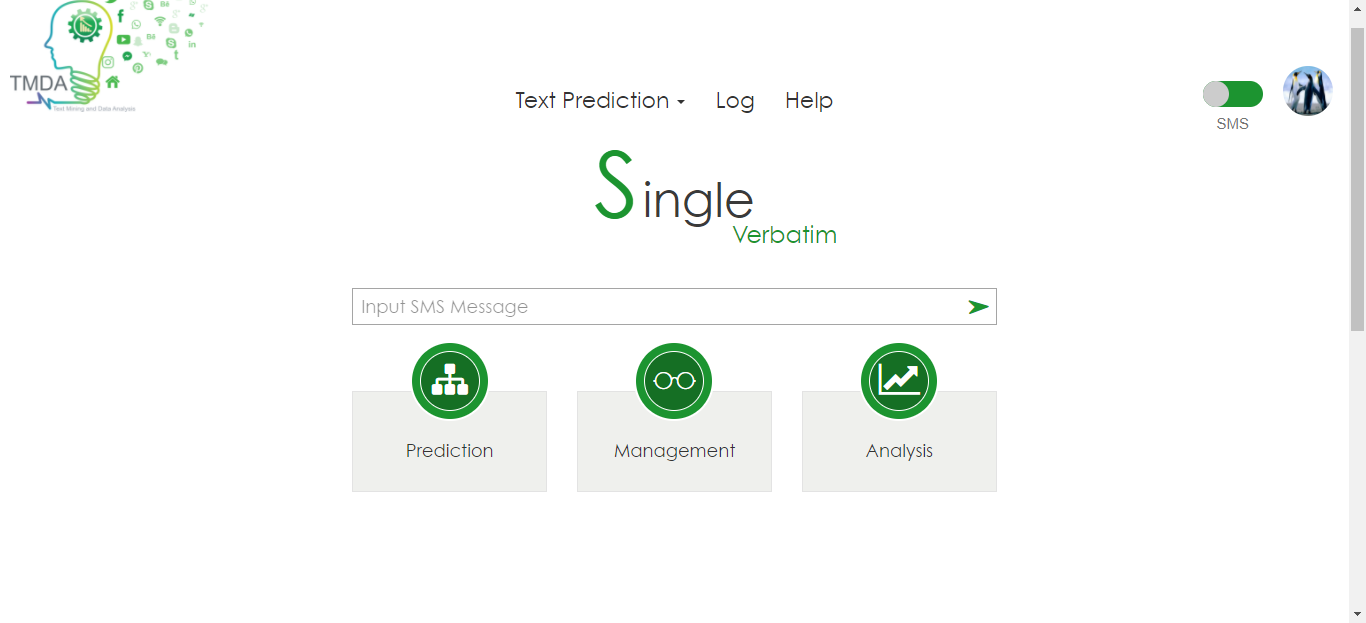 TMDA
Text Mining and Data Analysis
Text Prediction
Log
Help
SMS
Single
Verbatim
Input SMS Message
Prediction
Management
Analysis